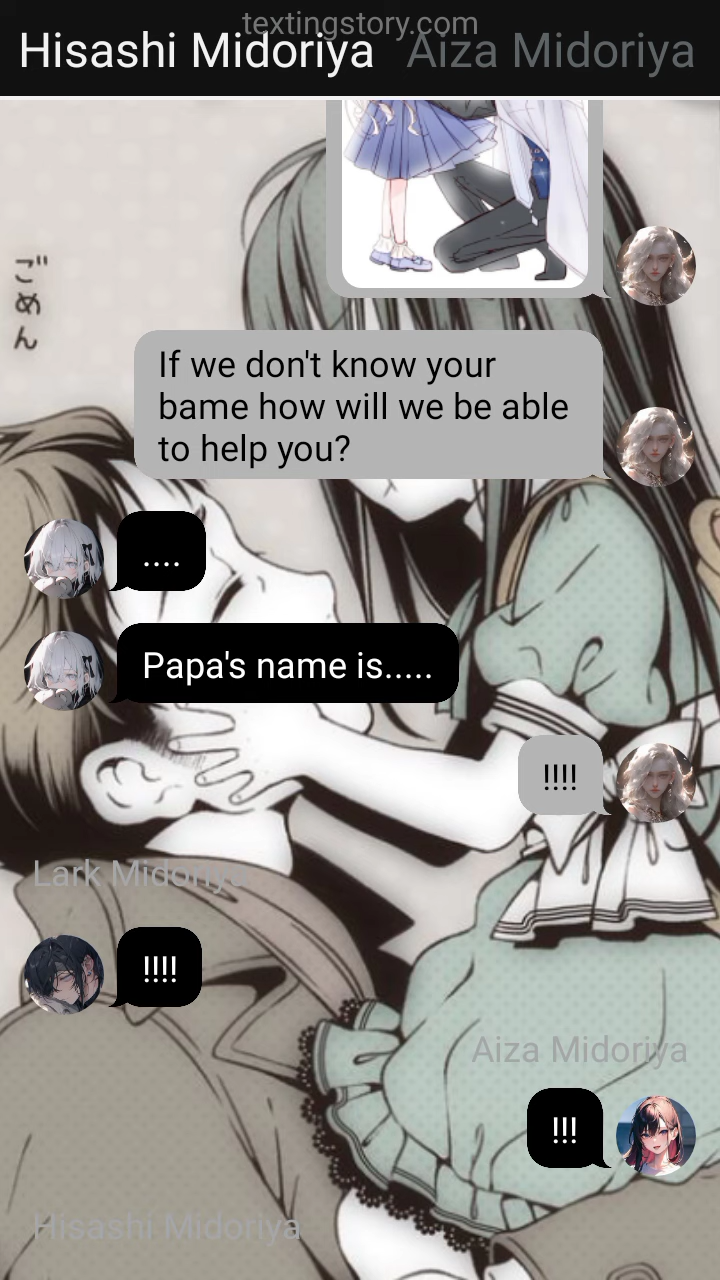 textingstory.com
Hisashi Midoriya
Aiza Midoriya
ごめん
If we don't know your
bame how will we be able
to help you?
....
Papa's name is.....
!!!!
Lark Midoriya
!!!!
Aiza Midoriya
!!!
Hisashi Midoriya